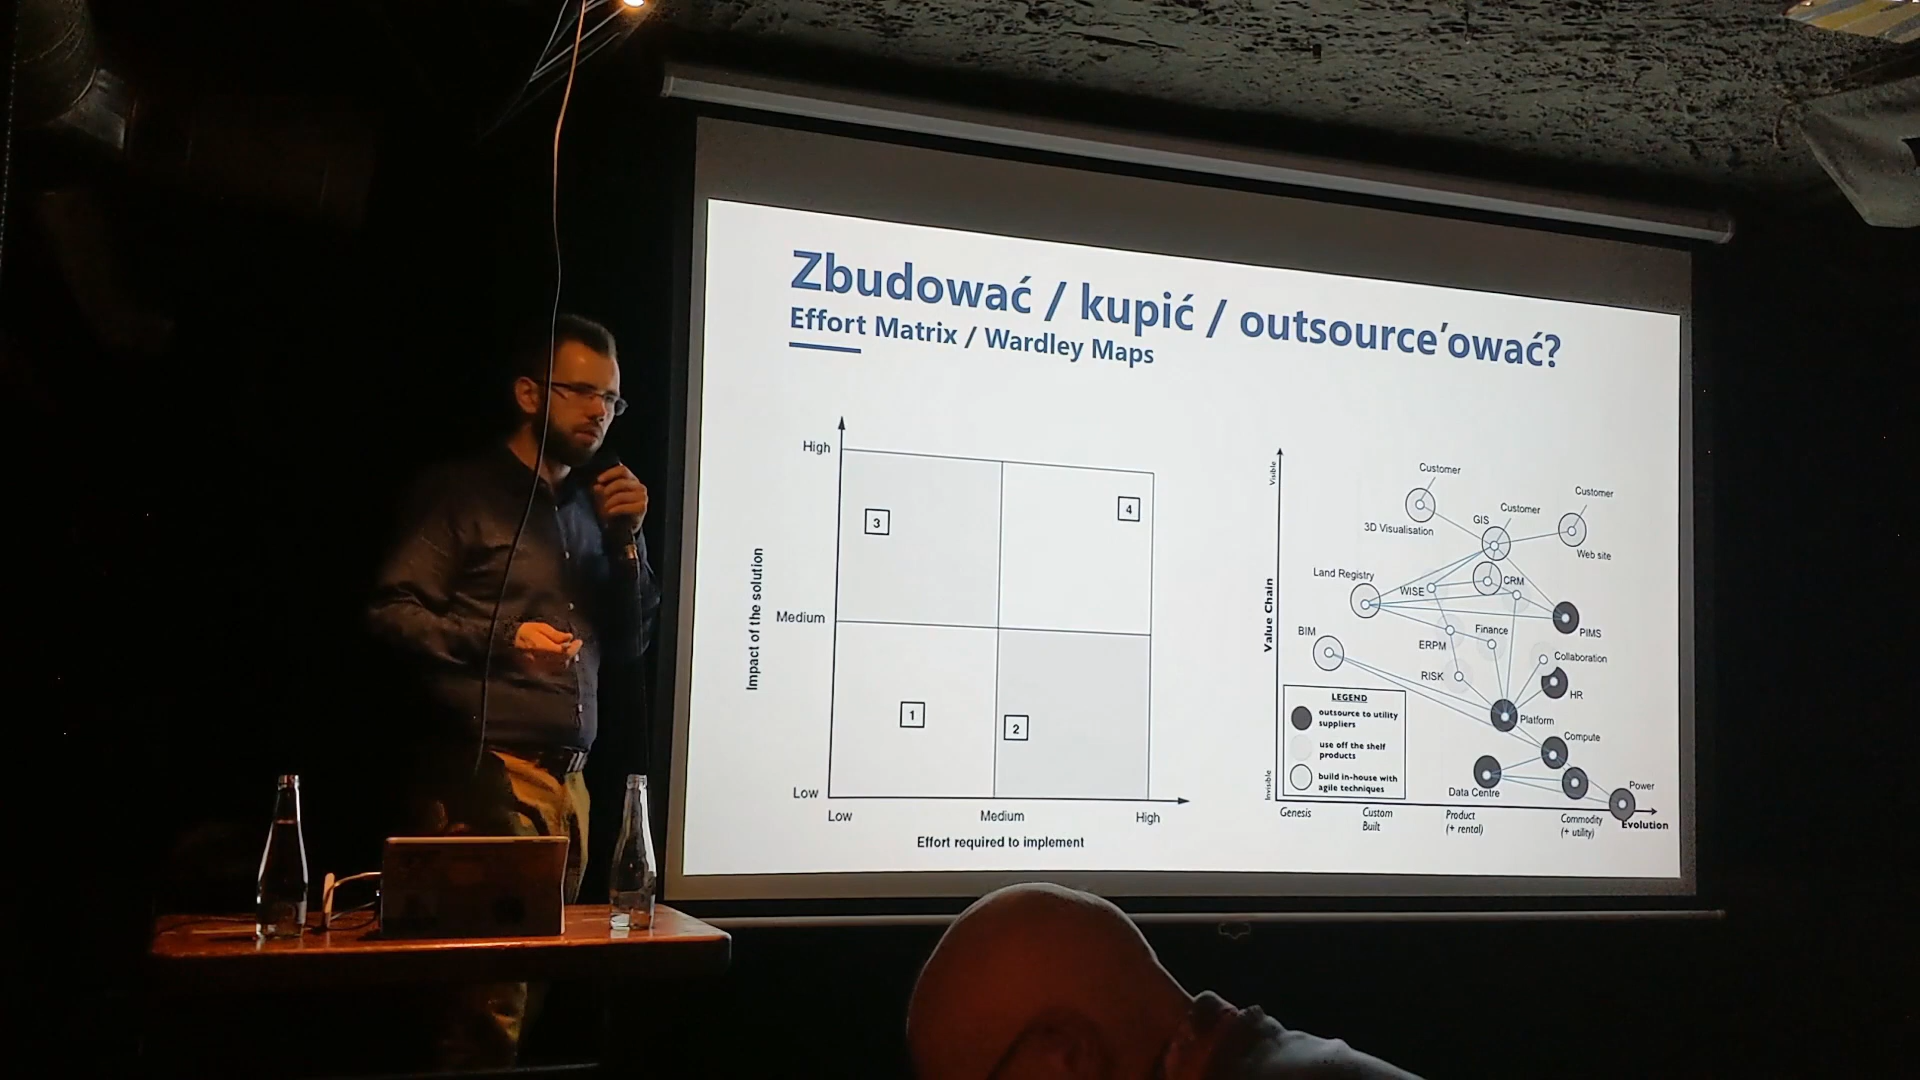 Zbudować / kupić / outsource’ować?
Effort Matrix / Wardley Maps
High
Medium
Low
Impact of the solution
3
4
1
2
Low
Medium
High
Effort required to implement
Visible
Value Chain
Invisible
Customer
Customer
Customer
3D Visualisation
GIS
Web site
Land Registry
WISE
CRM
PIMS
BIM
ERPM
Finance
Collaboration
RISK
HR
Platform
Compute
Data Centre
Power
LEGEND
outsource to utility
suppliers
use off the shelf
products
build in-house with
agile techniques
Genesis
Custom
Built
Product
(+ rental)
Commodity
(+ utility)
Evolution